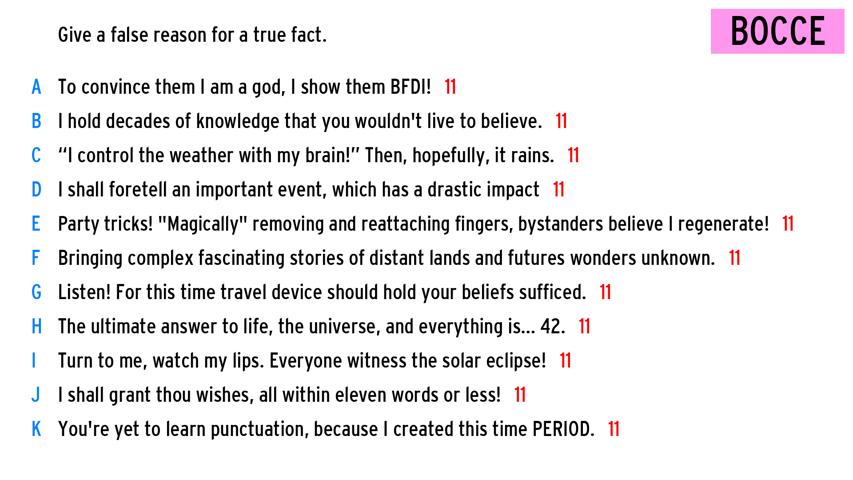 Give a false reason for a true fact.
BOCCE
A To convince them I am a god, I show them BFDI! 11
B I hold decades of knowledge that you wouldn't live to believe. 11
C “I control the weather with my brain!” Then, hopefully, it rains. 11
D I shall foretell an important event, which has a drastic impact 11
E Party tricks! "Magically" removing and reattaching fingers, bystanders believe I regenerate! 11
F Bringing complex fascinating stories of distant lands and futures wonders unknown. 11
G Listen! For this time travel device should hold your beliefs sufficed. 11
H The ultimate answer to life, the universe, and everything is... 42. 11
I Turn to me, watch my lips. Everyone witness the solar eclipse! 11
J I shall grant thou wishes, all within eleven words or less! 11
K You're yet to learn punctuation, because I created this time PERIOD. 11